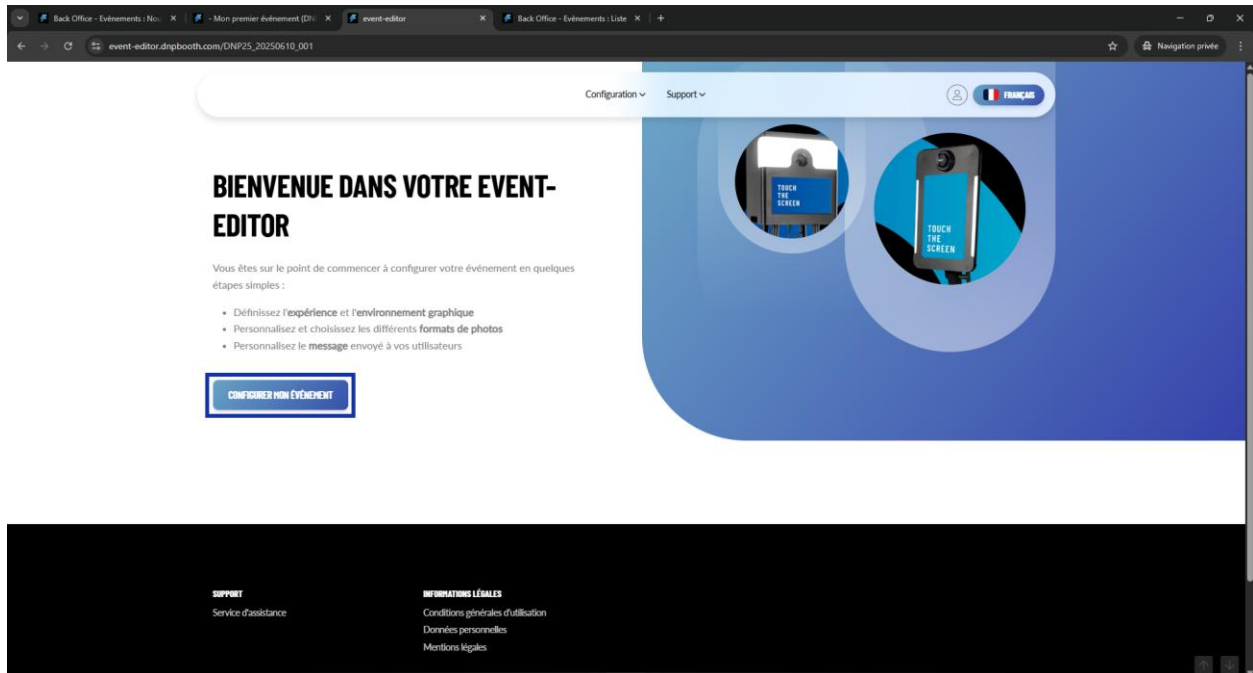 Back Office - Evènements : Nou
- Mon premier événement (DN
event-editor
Back Office - Evènements : Liste
event-editor.dnpbooth.com/DNP25_20250610_001
Navigation privée
Configuration
Support
FRANÇAIS
BIENVENUE DANS VOTRE EVENT-
EDITOR
Vous êtes sur le point de commencer à configurer votre événement en quelques
étapes simples :
• Définissez l'expérience et l'environnement graphique
• Personnalisez et choisissez les différents formats de photos
• Personnalisez le message envoyé à vos utilisateurs
CONFIGURER MON ÉVÉNEMENT
TOUCH
THE
SCREEN
TOUCH
THE
SCREEN
SUPPORT
Service d'assistance
INFORMATIONS LÉGALES
Conditions générales d'utilisation
Données personnelles
Mentions légales